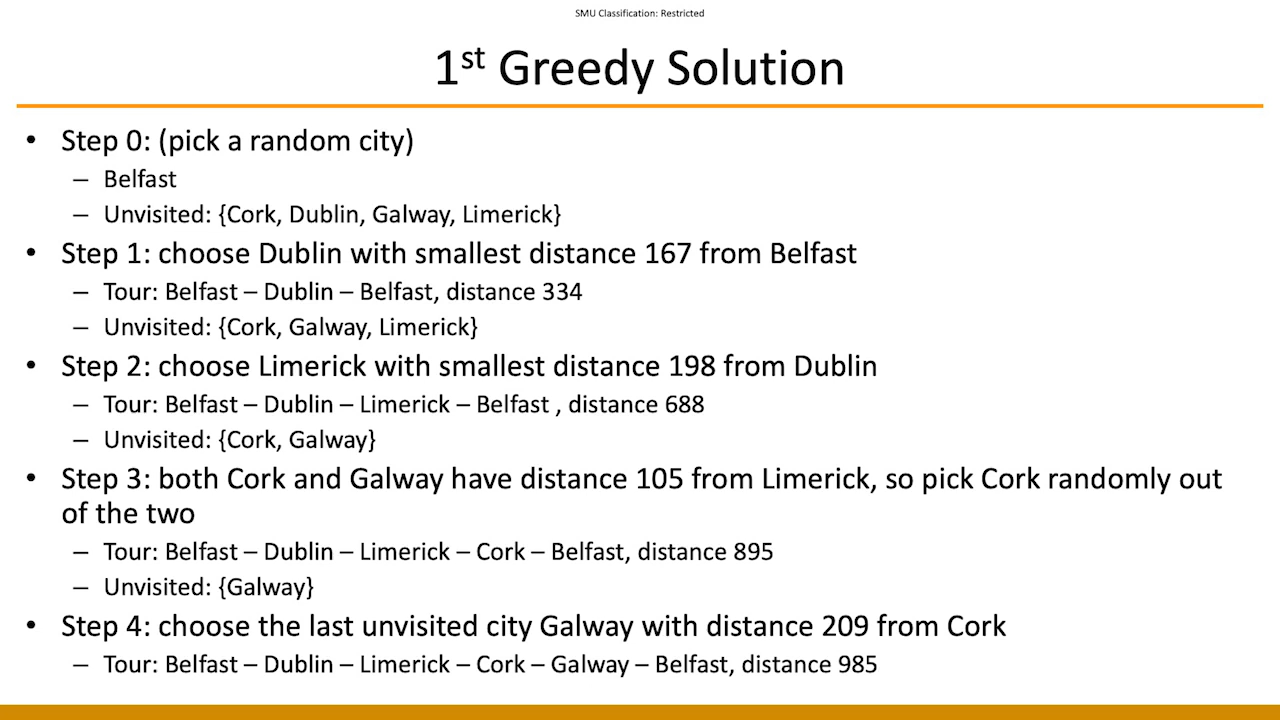 SMU Classification: Restricted
1st Greedy Solution
• Step 0: (pick a random city)
– Belfast
– Unvisited: {Cork, Dublin, Galway, Limerick}
• Step 1: choose Dublin with smallest distance 167 from Belfast
– Tour: Belfast – Dublin – Belfast, distance 334
– Unvisited: {Cork, Galway, Limerick}
• Step 2: choose Limerick with smallest distance 198 from Dublin
– Tour: Belfast – Dublin – Limerick – Belfast , distance 688
– Unvisited: {Cork, Galway}
• Step 3: both Cork and Galway have distance 105 from Limerick, so pick Cork randomly out
of the two
– Tour: Belfast – Dublin – Limerick – Cork – Belfast, distance 895
– Unvisited: {Galway}
• Step 4: choose the last unvisited city Galway with distance 209 from Cork
– Tour: Belfast – Dublin – Limerick – Cork – Galway – Belfast, distance 985